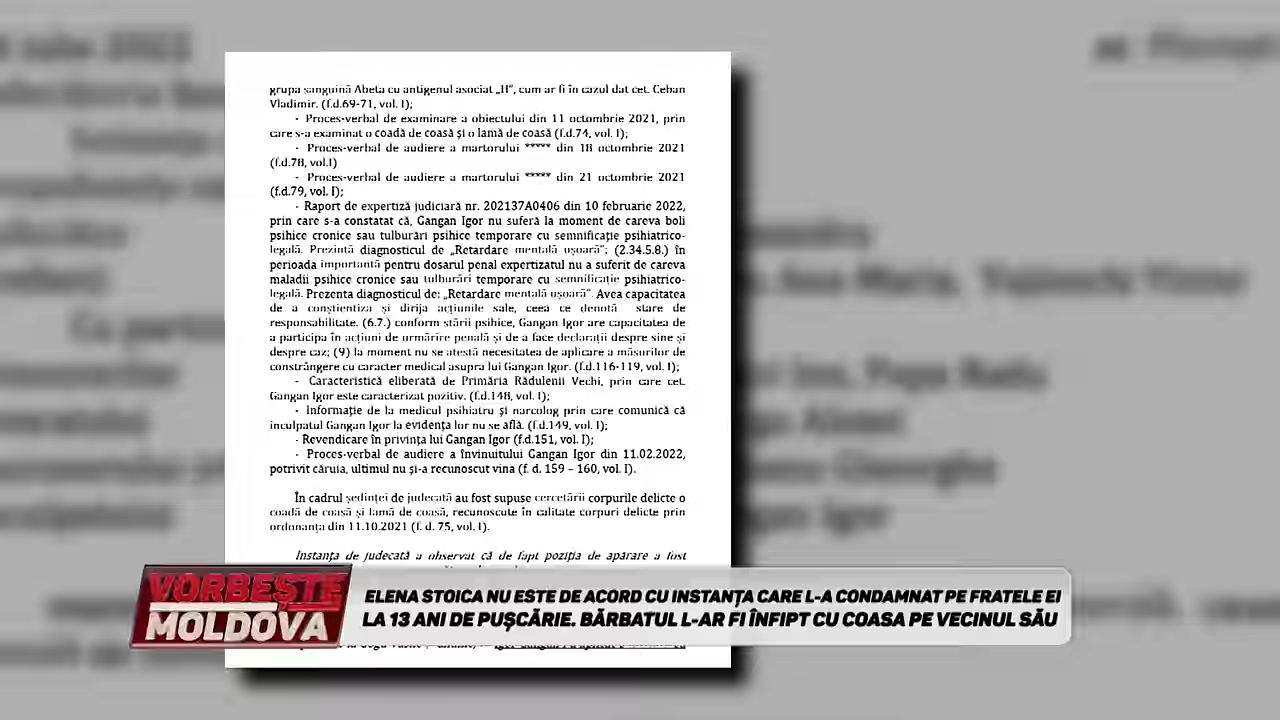 grupa sanguină Abeta cu antigenul asociat „H”, cum ar fi în cazul dat cet. Ceban
Vladimir. (f.d.69-71, vol. I);
- Proces-verbal de examinare a obiectului din 11 octombrie 2021, prin
care s-a examinat o coadă de coasă și o lamă de coasă (f.d.74, vol. I);
- Proces-verbal de audiere a martorului ***** din 18 octombrie 2021
(f.d.78, vol.I)
- Proces-verbal de audiere a martorului ***** din 21 octombrie 2021
(f.d.79, vol. I);
- Raport de expertiză judiciară nr. 202137A0406 din 10 februarie 2022,
prin care s-a constatat că, Gangan Igor nu suferă la moment de careva boli
psihice cronice sau tulburări psihice temporare cu semnificație psihiatrico-
legală. Prezintă diagnosticul de „Retardare mentală ușoară”; (2.34.5.8.) în
perioada importantă pentru dosarul penal expertizatul nu a suferit de careva
maladii psihice cronice sau tulburări temporare cu semnificație psihiatrico-
legală. Prezenta diagnosticul de: „Retardare mentală ușoară”. Avea capacitatea
de a conștientiza și dirija acțiunile sale, ceea ce denotă stare de
responsabilitate. (6.7.) conform stării psihice, Gangan Igor are capacitatea de
a participa în acțiuni de urmărire penală și de a face declarații despre sine și
despre caz; (9) la moment nu se atestă necesitatea de aplicare a măsurilor de
constrângere cu caracter medical asupra lui Gangan Igor. (f.d.116-119, vol. I);
- Caracteristică eliberată de Primăria Rădulenii Vechi, prin care cet.
Gangan Igor este caracterizat pozitiv. (f.d.148, vol. I);
- Informație de la medicul psihiatru și narcolog prin care comunică că
inculpatul Gangan Igor la evidența lor nu se află. (f.d.149, vol. I);
- Revendicare în privința lui Gangan Igor (f.d.151, vol. I);
- Proces-verbal de audiere a învinuitului Gangan Igor din 11.02.2022,
potrivit căruia, ultimul nu și-a recunoscut vina (f. d. 159 – 160, vol. I).
În cadrul ședinței de judecată au fost supuse cercetării corpurile delicte o
coadă de coasă și lamă de coasă, recunoscute în calitate corpuri delicte prin
ordonanța din 11.10.2021 (f. d. 75, vol. I).
Instanța de judecată a observat că de fapt poziția de apărare a fost
VORBEȘTE
MOLDOVA
ELENA STOICA NU ESTE DE ACORD CU INSTANȚA CARE L-A CONDAMNAT PE FRATELE EI
LA 13 ANI DE PUȘCĂRIE. BĂRBATUL L-AR FI ÎNFIPT CU COASA PE VECINUL SĂU